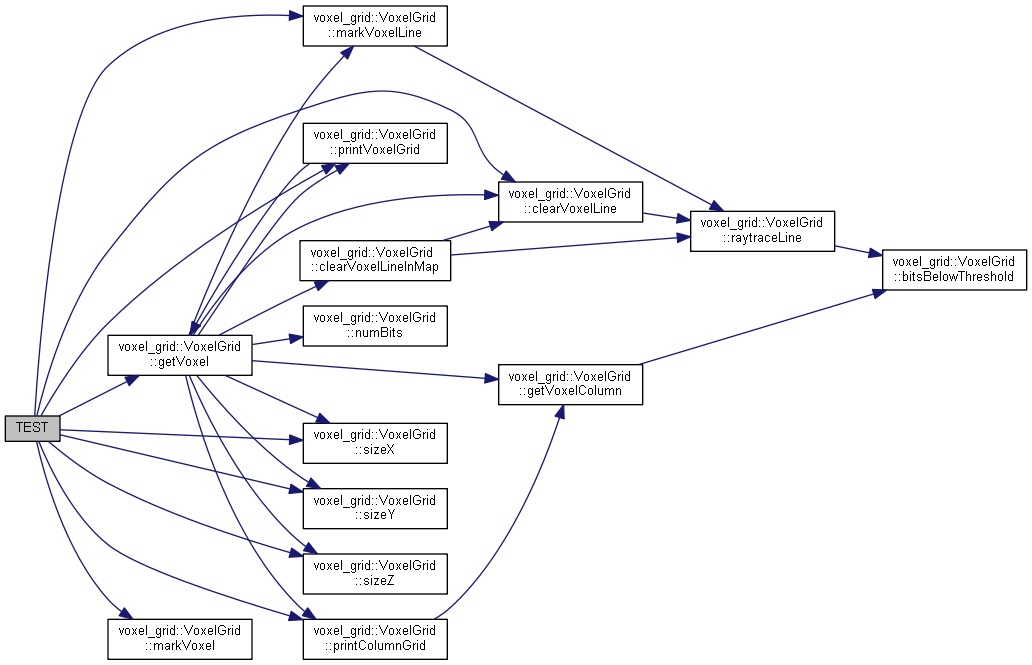 voxel_grid::VoxelGrid
::markVoxelLine
voxel_grid::VoxelGrid
::printVoxelGrid
voxel_grid::VoxelGrid
::clearVoxelLine
voxel_grid::VoxelGrid
::raytraceLine
voxel_grid::VoxelGrid
::clearVoxelLineInMap
voxel_grid::VoxelGrid
::bitsBelowThreshold
voxel_grid::VoxelGrid
::numBits
voxel_grid::VoxelGrid
::getVoxel
voxel_grid::VoxelGrid
::getVoxelColumn
TEST
voxel_grid::VoxelGrid
::sizeX
voxel_grid::VoxelGrid
::sizeY
voxel_grid::VoxelGrid
::sizeZ
voxel_grid::VoxelGrid
::markVoxel
voxel_grid::VoxelGrid
::printColumnGrid